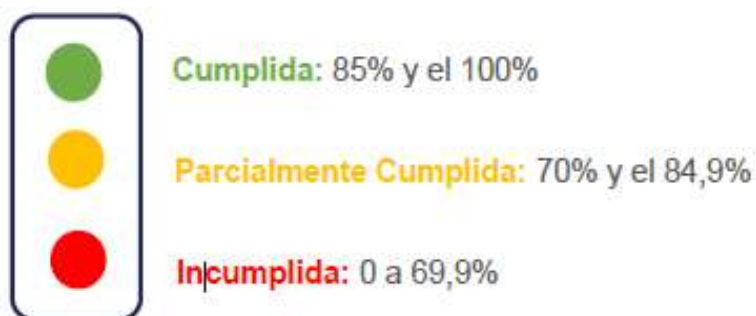 Cumplida: 85% y el 100%
Parcialmente Cumplida: 70% y el 84,9%
Incumplida: 0 a 69,9%